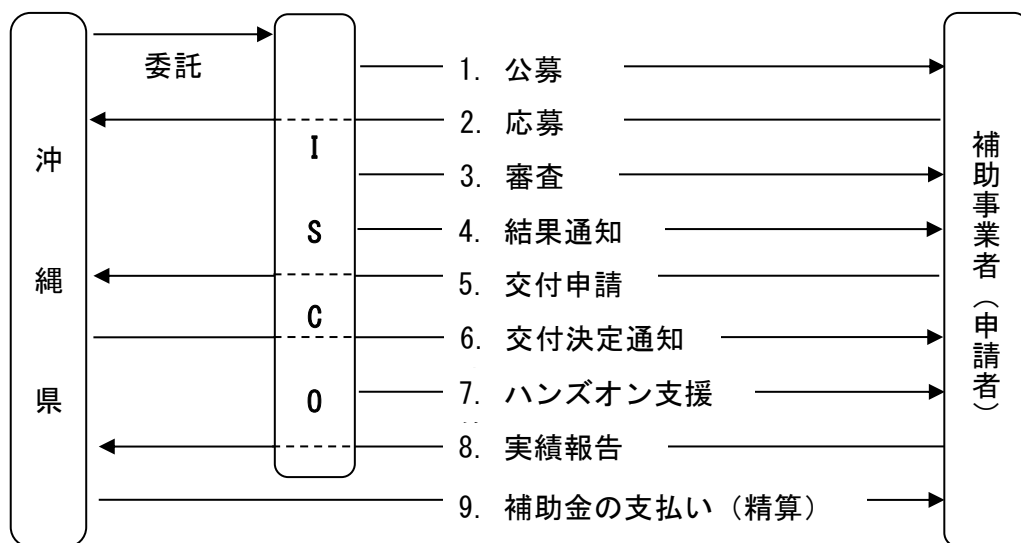 沖縄県
委託
ISCO
1. 公募
2. 応募
3. 審査
4. 結果通知
5. 交付申請
6. 交付決定通知
7. ハンズオン支援
8. 実績報告
9. 補助金の支払い（精算）
補助事業者（申請者）